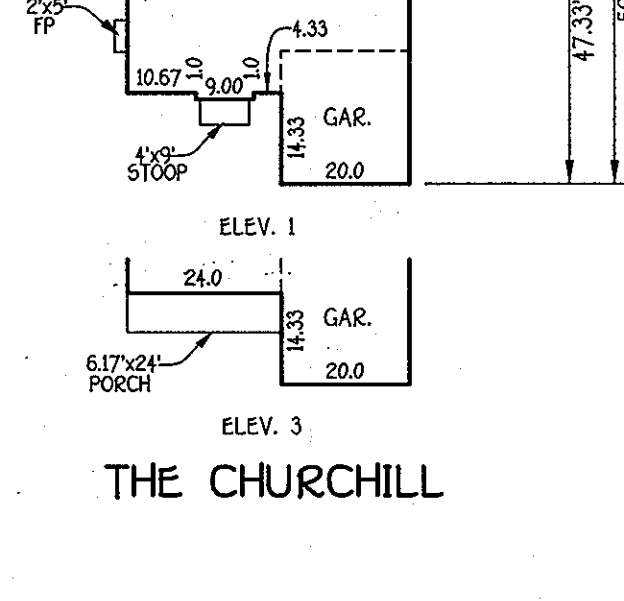 2'x5'
FP
4.33
47.33'
10.67
1.0
9.00
1.0
GAR.
14.33
4'x9'
STOOP
20.0
ELEV. 1
24.0
14.33
GAR.
6.17'x24'
PORCH
20.0
ELEV. 3
THE CHURCHILL